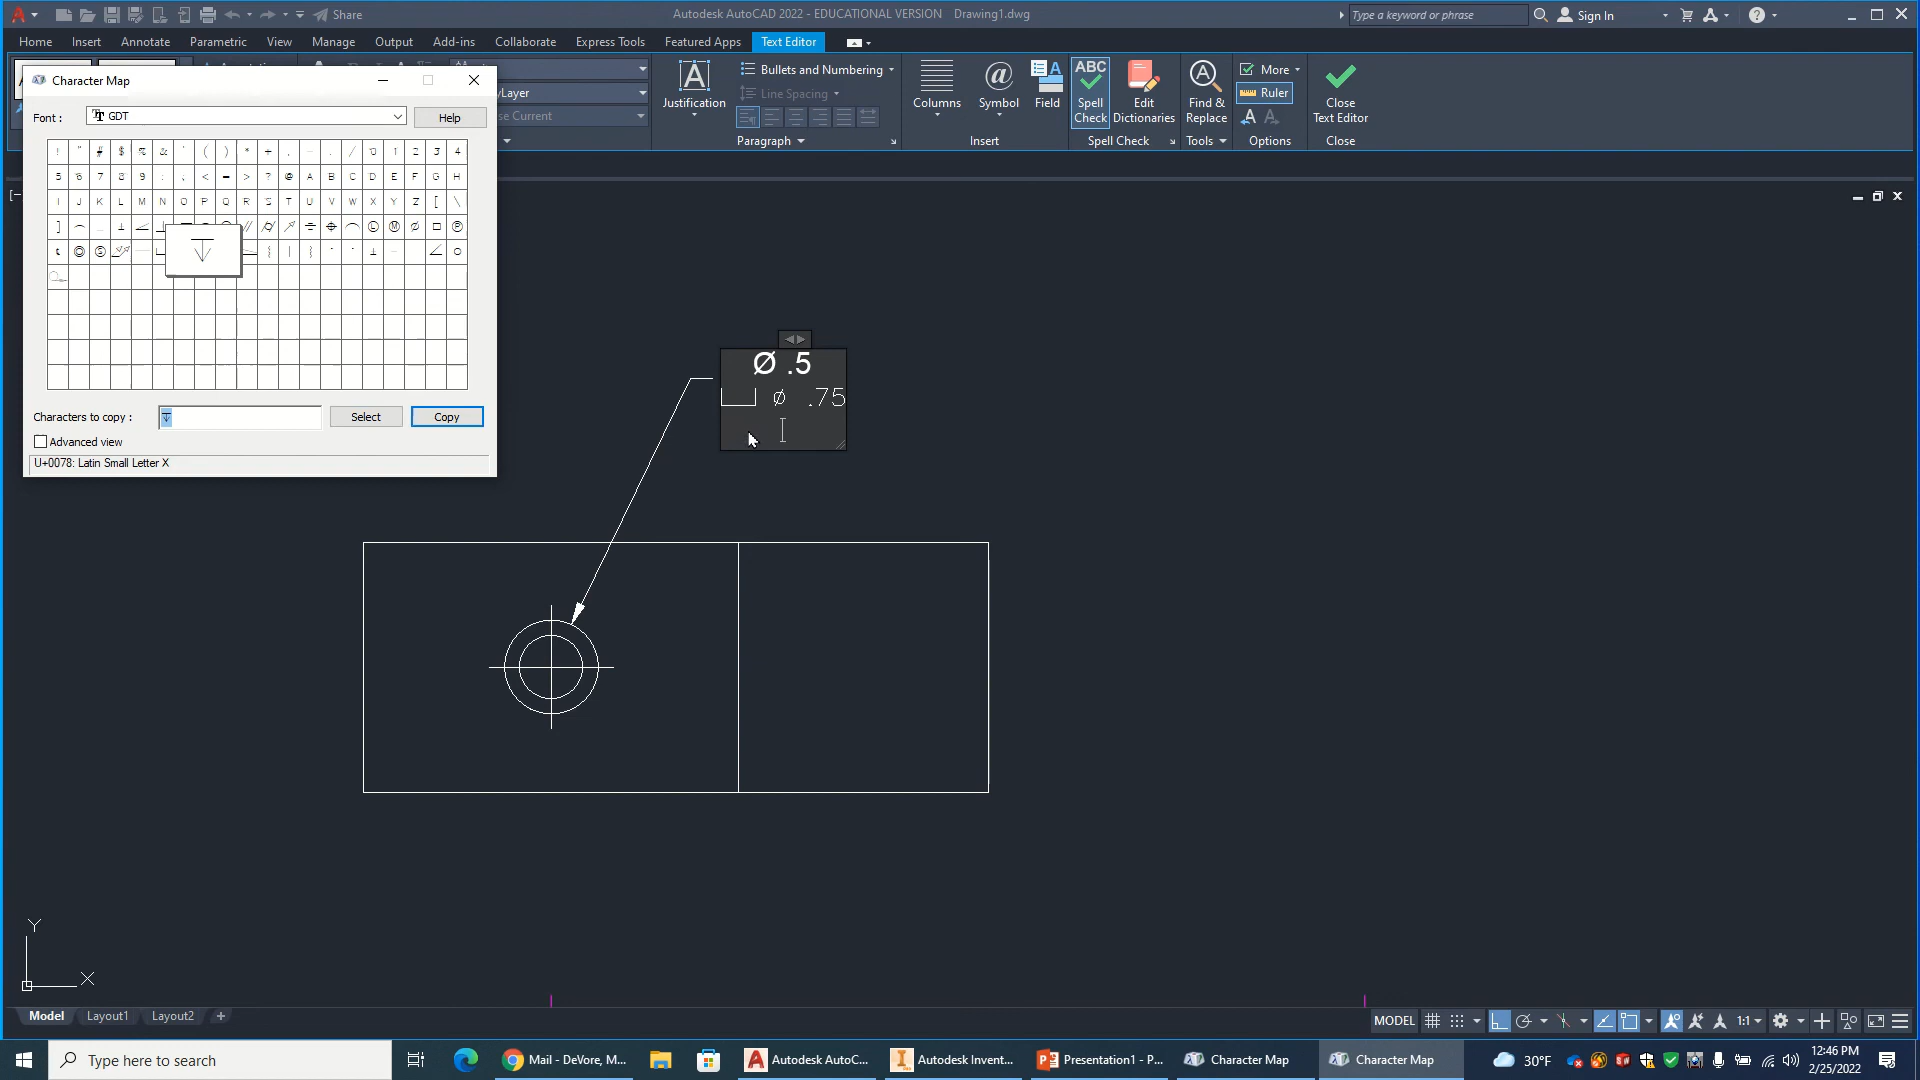 Share
Autodesk AutoCAD 2022 - EDUCATIONAL VERSION Drawing1.dwg
Type a keyword or phrase
Sign In
Home Insert Annotate Parametric View Manage Output Add-ins Collaborate Express Tools Featured Apps Text Editor
Character Map
Font :
GDT
Help
Characters to copy :
Select
Copy
Advanced view
U+0078: Latin Small Letter X
Justification
Bullets and Numbering
Line Spacing
Paragraph
Columns
Symbol
Field
Insert
ABC
Spell
Check
Edit
Dictionaries
Spell Check
Find &
Replace
Tools
More
Ruler
Options
Close
Text Editor
Close
Ø .5
⌴ ⌀ .75
Y
X
Model
Layout1
Layout2
MODEL
1:1
Type here to search
Mail - DeVore, M...
Autodesk AutoC...
Autodesk Invent...
Presentation1 - P...
Character Map
Character Map
30°F
12:46 PM
2/25/2022